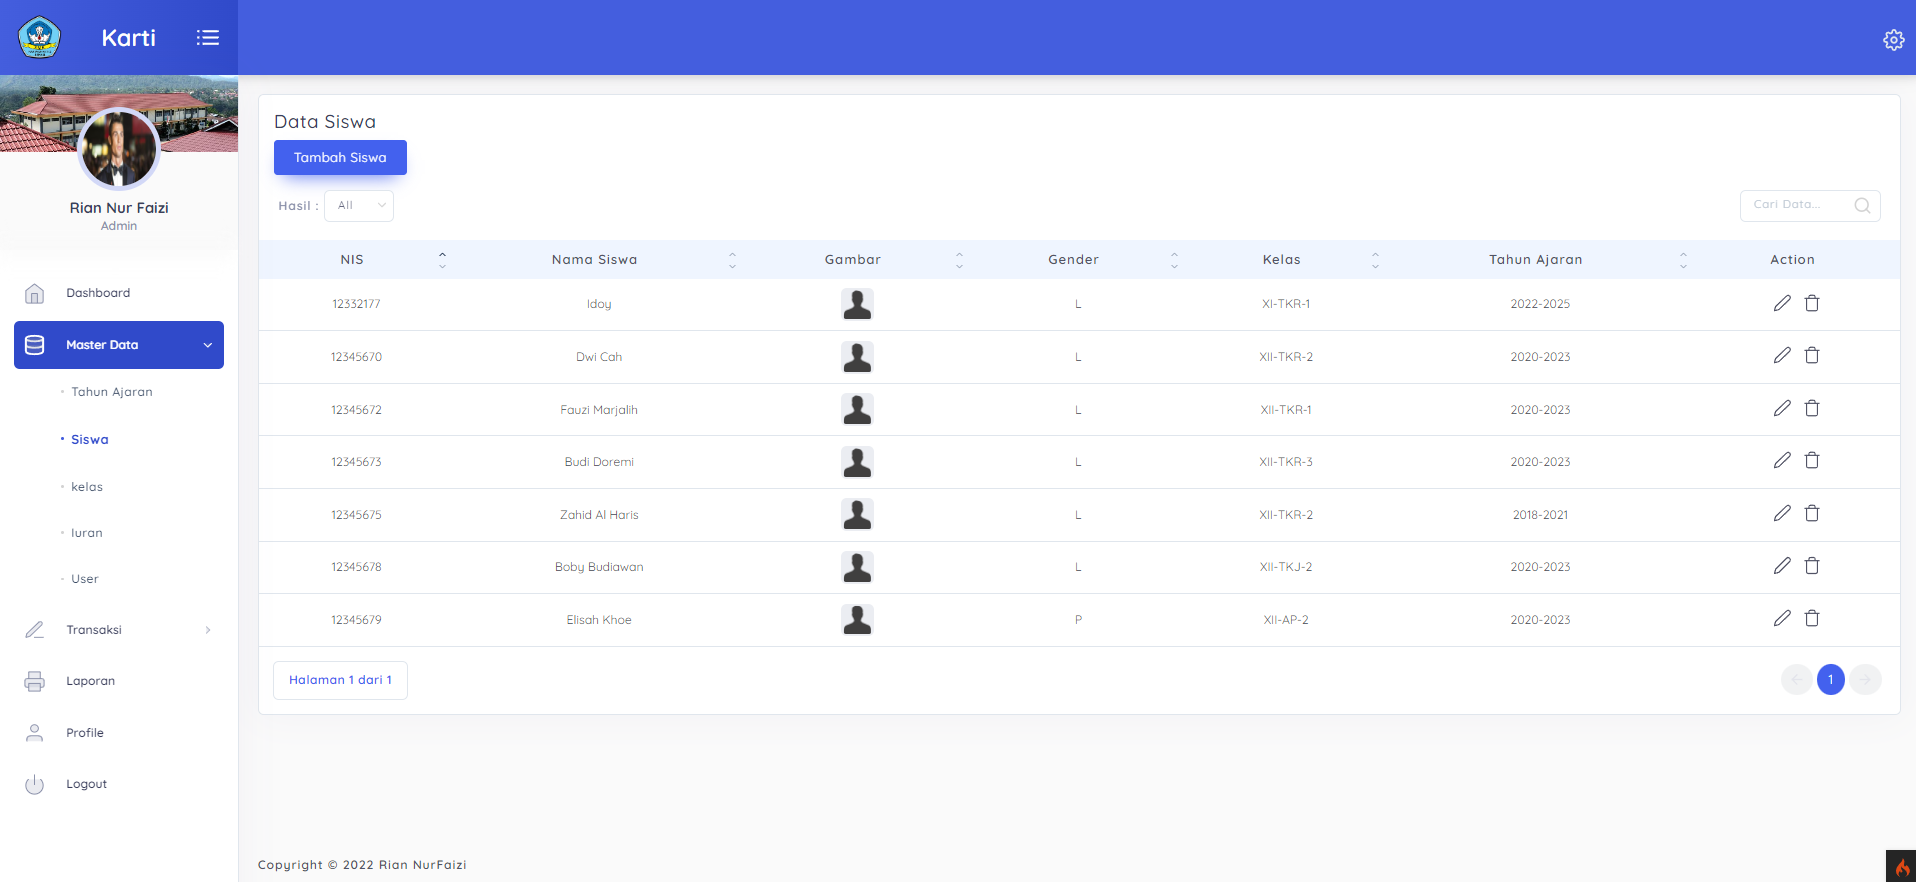 Karti
Rian Nur Faizi
Admin
Dashboard
Master Data
Tahun Ajaran
Siswa
kelas
Iuran
User
Transaksi
Laporan
Profile
Logout
Data Siswa
Tambah Siswa
Hasil : All
Cari Data...
NIS Nama Siswa Gambar Gender Kelas Tahun Ajaran Action
12332177 Idoy L XI-TKR-1 2022-2025
12345670 Dwi Cah L XII-TKR-2 2020-2023
12345672 Fauzi Marjalih L XII-TKR-1 2020-2023
12345673 Budi Doremi L XII-TKR-3 2020-2023
12345675 Zahid Al Haris L XII-TKR-2 2018-2021
12345678 Boby Budiawan L XII-TKJ-2 2020-2023
12345679 Elisah Khoe P XII-AP-2 2020-2023
Halaman 1 dari 1
1
Copyright © 2022 Rian NurFaizi